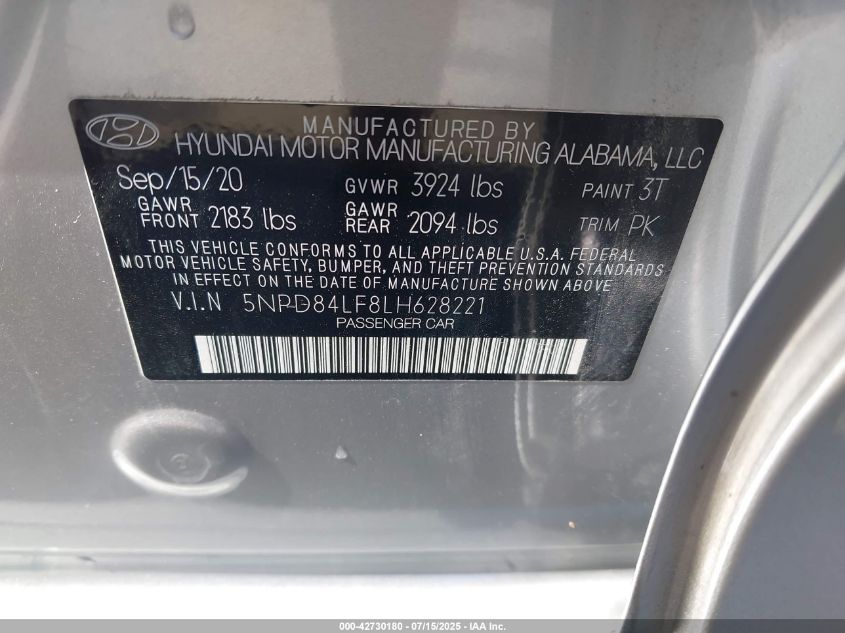 MANUFACTURED BY
HYUNDAI MOTOR MANUFACTURING ALABAMA, LLC
Sep/15/20 GVWR 3924 lbs PAINT 3T
GAWR FRONT 2183 lbs GAWR REAR 2094 lbs TRIM PK
THIS VEHICLE CONFORMS TO ALL APPLICABLE U.S.A. FEDERAL
MOTOR VEHICLE SAFETY, BUMPER, AND THEFT PREVENTION STANDARDS
IN EFFECT ON THE DATE OF MANUFACTURE SHOWN ABOVE
V.I.N 5NPD84LF8LH628221
PASSENGER CAR
000-42730180 - 07/15/2025 - IAA Inc.